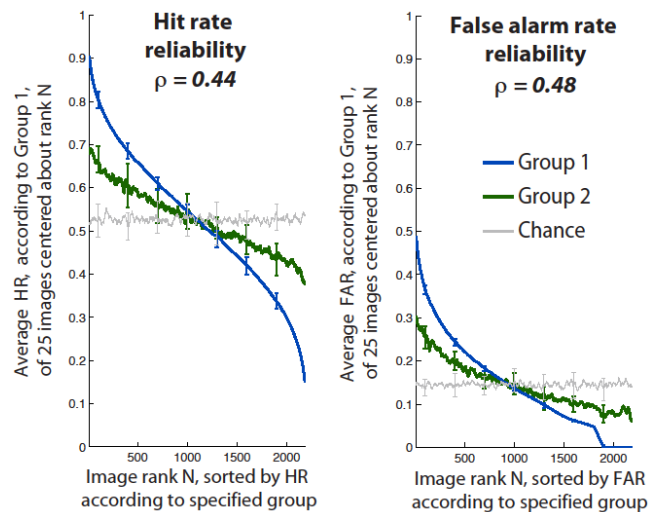 Hit rate
reliability
ρ = 0.44
Average HR, according to Group 1,
of 25 images centered about rank N
1
0.9
0.8
0.7
0.6
0.5
0.4
0.3
0.2
0.1
0
500
1000
1500
2000
Image rank N, sorted by HR
according to specified group
False alarm rate
reliability
ρ = 0.48
Average FAR, according to Group 1,
of 25 images centered about rank N
1
0.9
0.8
0.7
0.6
0.5
0.4
0.3
0.2
0.1
0
Group 1
Group 2
Chance
500
1000
1500
2000
Image rank N, sorted by FAR
according to specified group